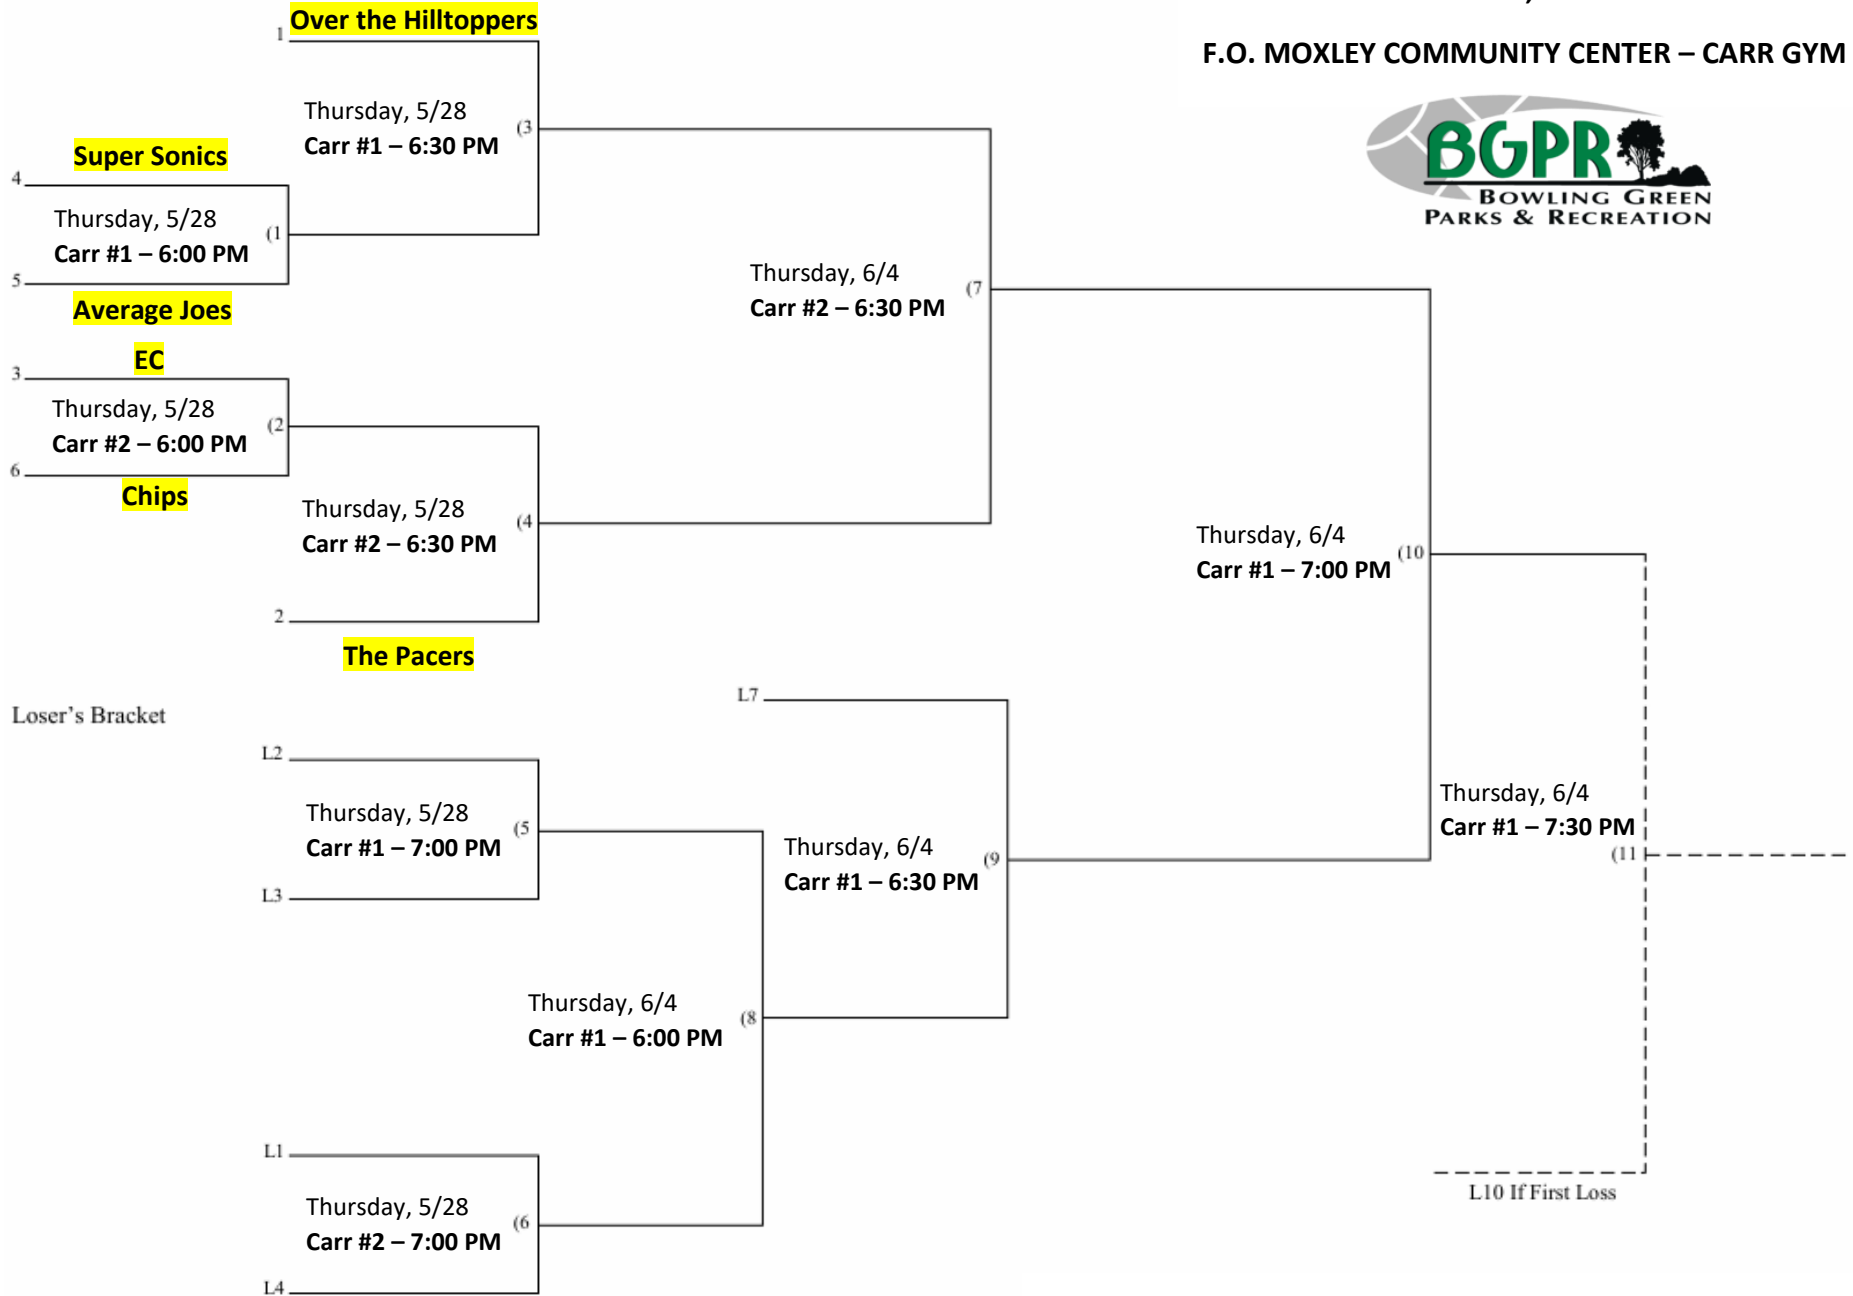 F.O. MOXLEY COMMUNITY CENTER – CARR GYM
BGPR
BOWLING GREEN
PARKS & RECREATION
Over the Hilltoppers
1
Thursday, 5/28
Carr #1 – 6:30 PM
(3
Super Sonics
4
Thursday, 5/28
Carr #1 – 6:00 PM
(1
5
Average Joes
EC
3
Thursday, 5/28
Carr #2 – 6:00 PM
(2
6
Chips
Thursday, 5/28
Carr #2 – 6:30 PM
(4
2
The Pacers
Thursday, 6/4
Carr #2 – 6:30 PM
(7
Thursday, 6/4
Carr #1 – 7:00 PM
(10
Loser's Bracket
L7
L2
Thursday, 5/28
Carr #1 – 7:00 PM
(5
L3
Thursday, 6/4
Carr #1 – 6:30 PM
(9
Thursday, 6/4
Carr #1 – 7:30 PM
(11
Thursday, 6/4
Carr #1 – 6:00 PM
(8
L1
Thursday, 5/28
Carr #2 – 7:00 PM
(6
L4
L10 If First Loss